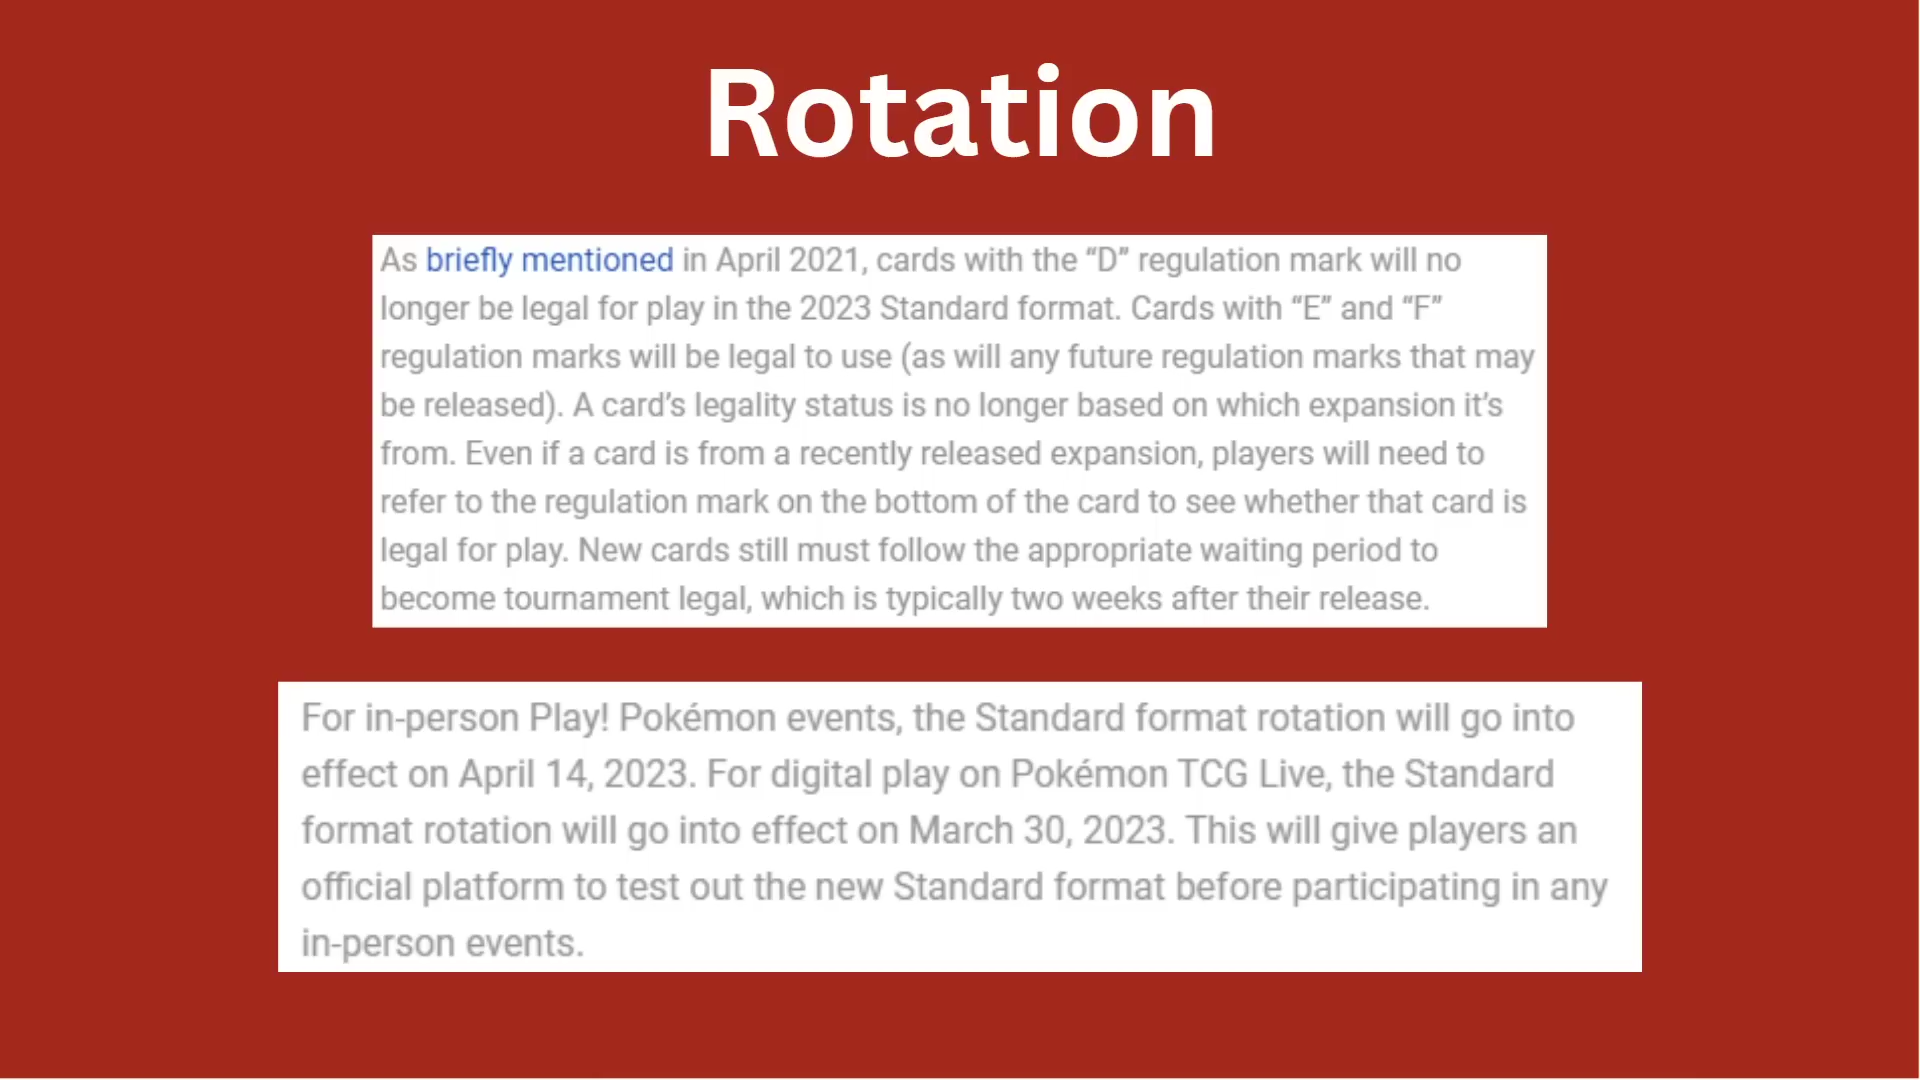 Rotation
As briefly mentioned in April 2021, cards with the “D” regulation mark will no
longer be legal for play in the 2023 Standard format. Cards with “E” and “F”
regulation marks will be legal to use (as will any future regulation marks that may
be released). A card’s legality status is no longer based on which expansion it’s
from. Even if a card is from a recently released expansion, players will need to
refer to the regulation mark on the bottom of the card to see whether that card is
legal for play. New cards still must follow the appropriate waiting period to
become tournament legal, which is typically two weeks after their release.
For in-person Play! Pokémon events, the Standard format rotation will go into
effect on April 14, 2023. For digital play on Pokémon TCG Live, the Standard
format rotation will go into effect on March 30, 2023. This will give players an
official platform to test out the new Standard format before participating in any
in-person events.